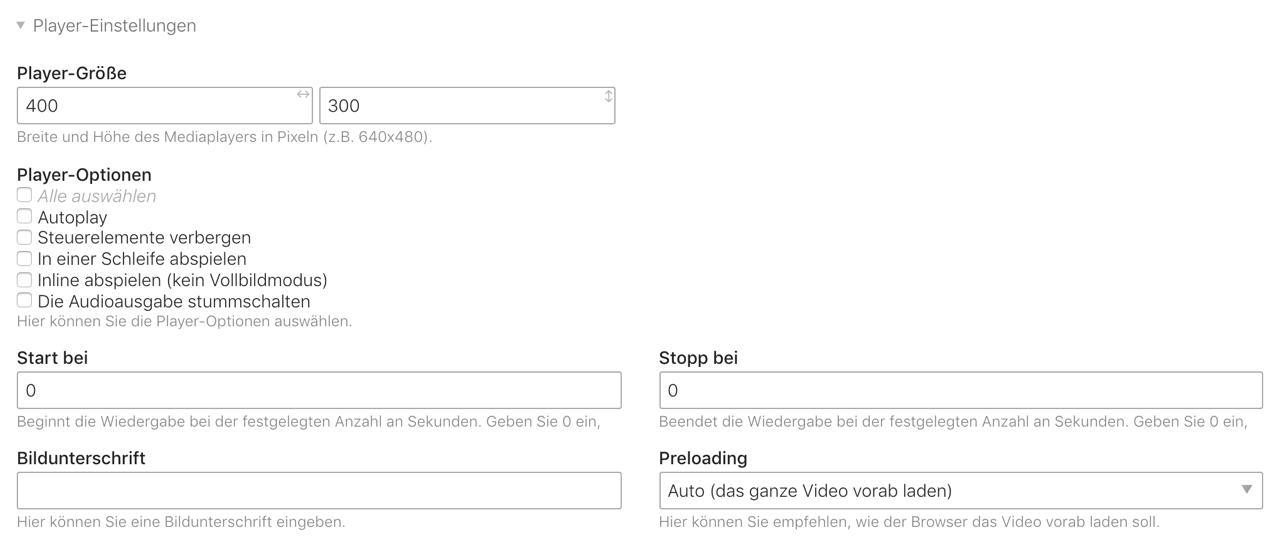 Player-Einstellungen
Player-Größe
400
300
Breite und Höhe des Mediaplayers in Pixeln (z.B. 640x480).
Player-Optionen
Alle auswählen
Autoplay
Steuerelemente verbergen
In einer Schleife abspielen
Inline abspielen (kein Vollbildmodus)
Die Audioausgabe stummschalten
Hier können Sie die Player-Optionen auswählen.
Start bei
0
Beginnt die Wiedergabe bei der festgelegten Anzahl an Sekunden. Geben Sie 0 ein,
Stopp bei
0
Beendet die Wiedergabe bei der festgelegten Anzahl an Sekunden. Geben Sie 0 ein,
Bildunterschrift
Hier können Sie eine Bildunterschrift eingeben.
Preloading
Auto (das ganze Video vorab laden)
Hier können Sie empfehlen, wie der Browser das Video vorab laden soll.